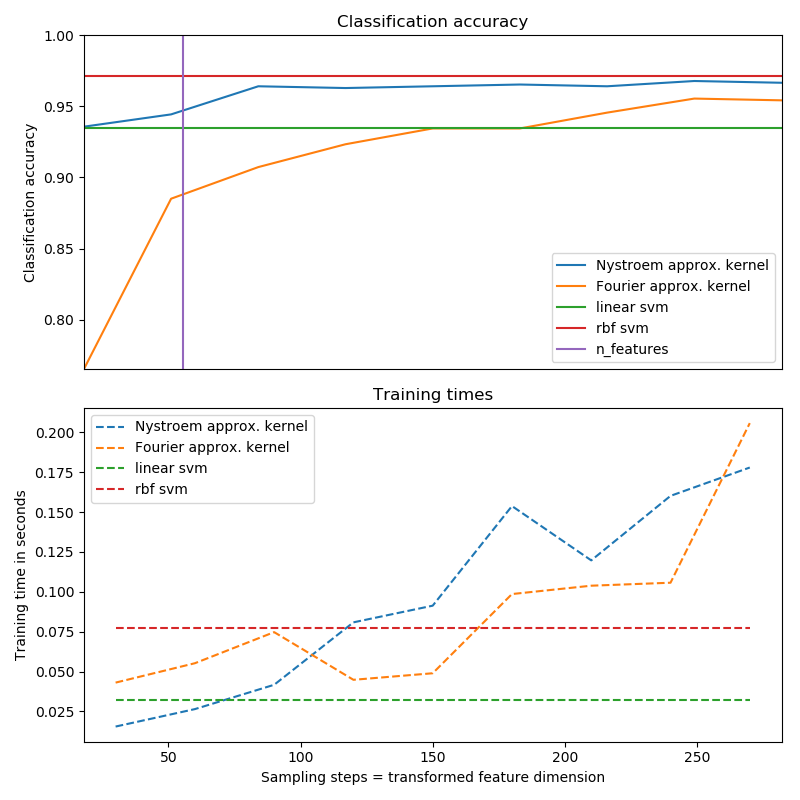 Classification accuracy
1.00
0.95
0.90
0.85
0.80
Classification accuracy
Nystroem approx. kernel
Fourier approx. kernel
linear svm
rbf svm
n_features
Training times
0.200
0.175
0.150
0.125
0.100
0.075
0.050
0.025
Training time in seconds
Nystroem approx. kernel
Fourier approx. kernel
linear svm
rbf svm
50 100 150 200 250
Sampling steps = transformed feature dimension